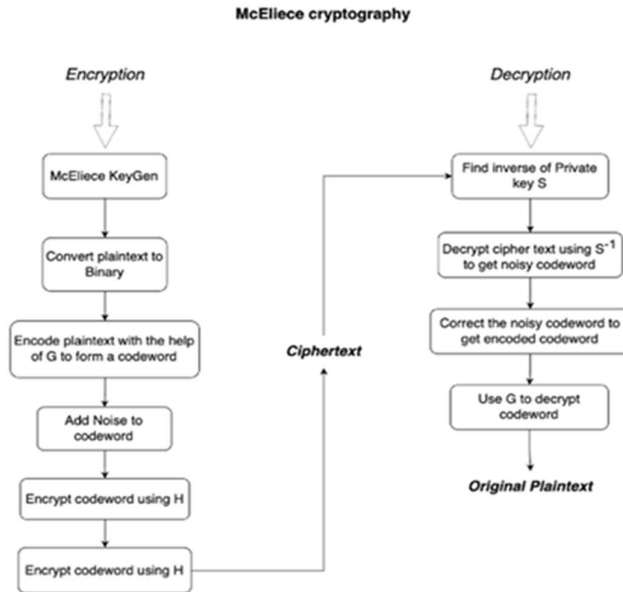 McEliece cryptography
Encryption
McEliece KeyGen
Convert plaintext to
Binary
Encode plaintext with the help
of G to form a codeword
Add Noise to
codeword
Encrypt codeword using H
Encrypt codeword using H
Ciphertext
Decryption
Find inverse of Private
key S
Decrypt cipher text using S⁻¹
to get noisy codeword
Correct the noisy codeword to
get encoded codeword
Use G to decrypt
codeword
Original Plaintext